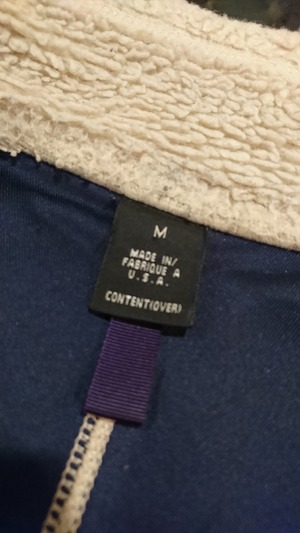 M
MADE IN/
FABRIQUE A
U.S.A.
CONTENT(OVER)